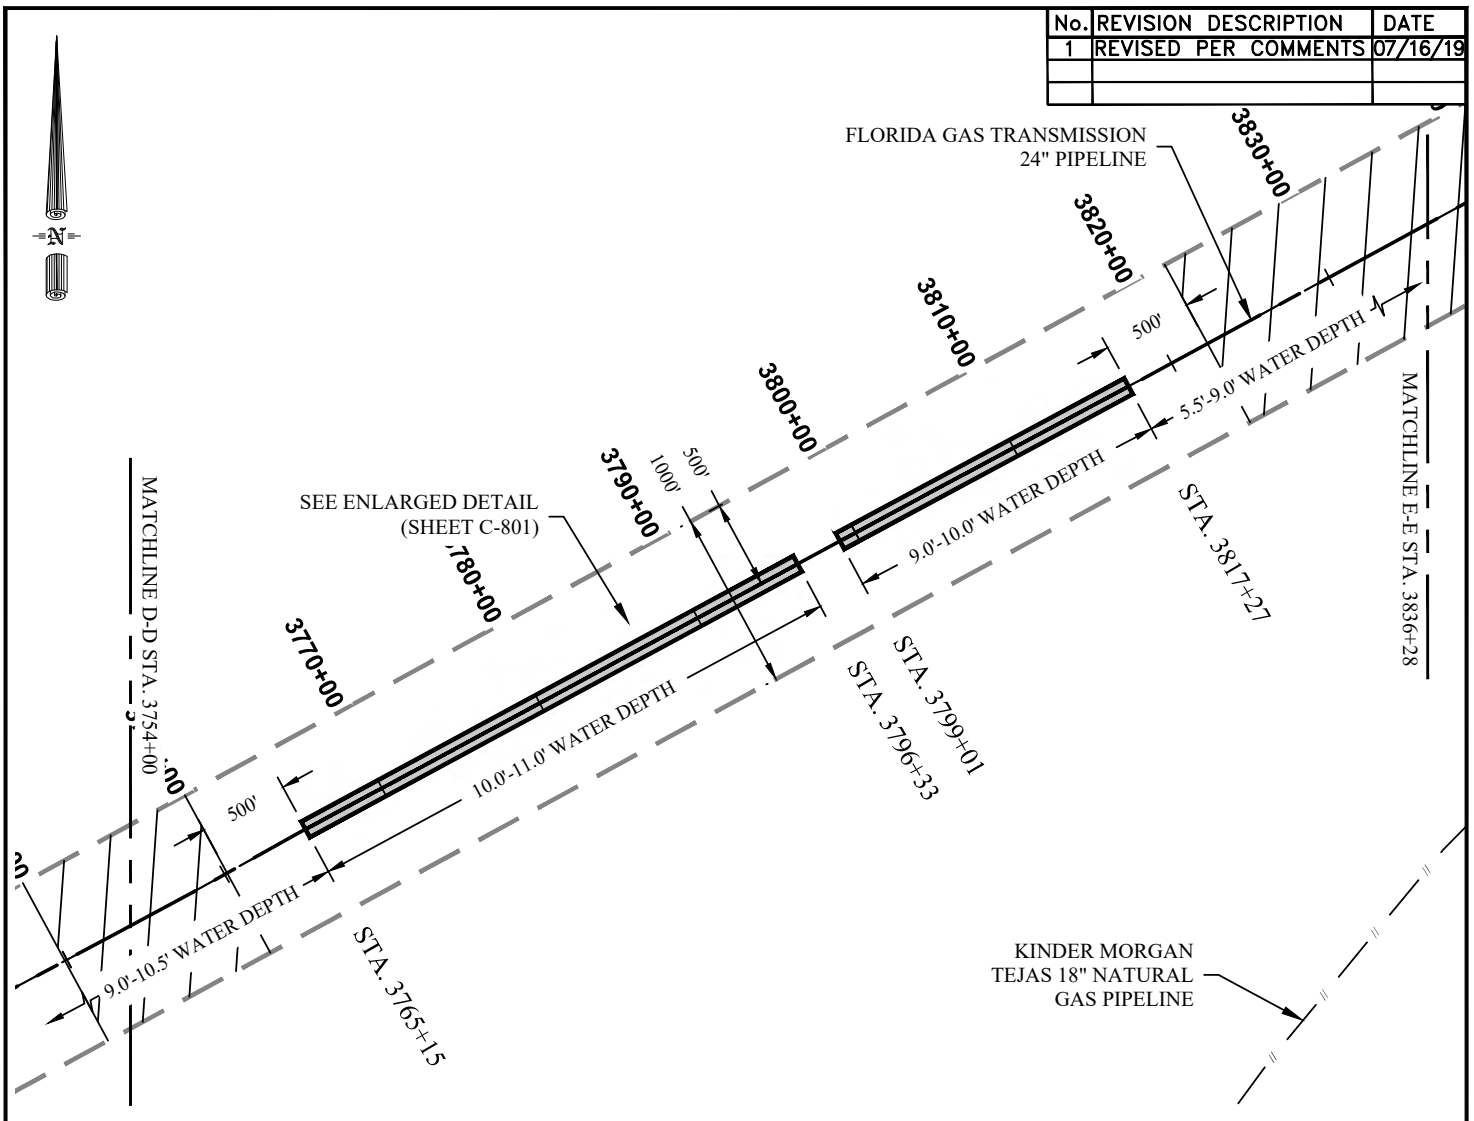 No. REVISION DESCRIPTION DATE
1 REVISED PER COMMENTS 07/16/19
N
FLORIDA GAS TRANSMISSION
24" PIPELINE
3830+00
3820+00
3810+00
3800+00
3790+00
780+00
3770+00
500'
5.5'-9.0' WATER DEPTH
MATCHLINE E-E STA. 3836+28
500'
1000'
SEE ENLARGED DETAIL
(SHEET C-801)
9.0'-10.0' WATER DEPTH
STA. 3817+27
MATCHLINE D-D STA. 3754+00
10.0'-11.0' WATER DEPTH
STA. 3799+01
STA. 3796+33
500'
9.0'-10.5' WATER DEPTH
STA. 3765+15
KINDER MORGAN
TEJAS 18" NATURAL
GAS PIPELINE